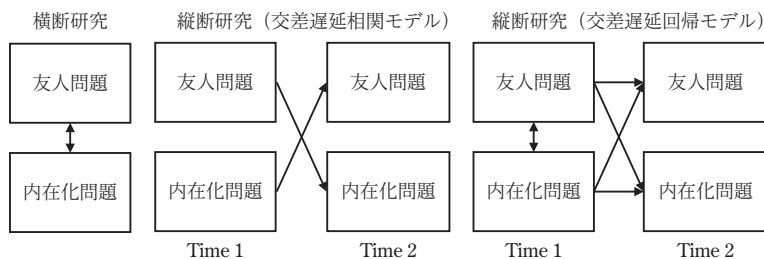 横断研究
縦断研究（交差遅延相関モデル）
縦断研究（交差遅延回帰モデル）
友人問題
友人問題
友人問題
友人問題
友人問題
内在化問題
内在化問題
内在化問題
内在化問題
内在化問題
Time 1
Time 2
Time 1
Time 2